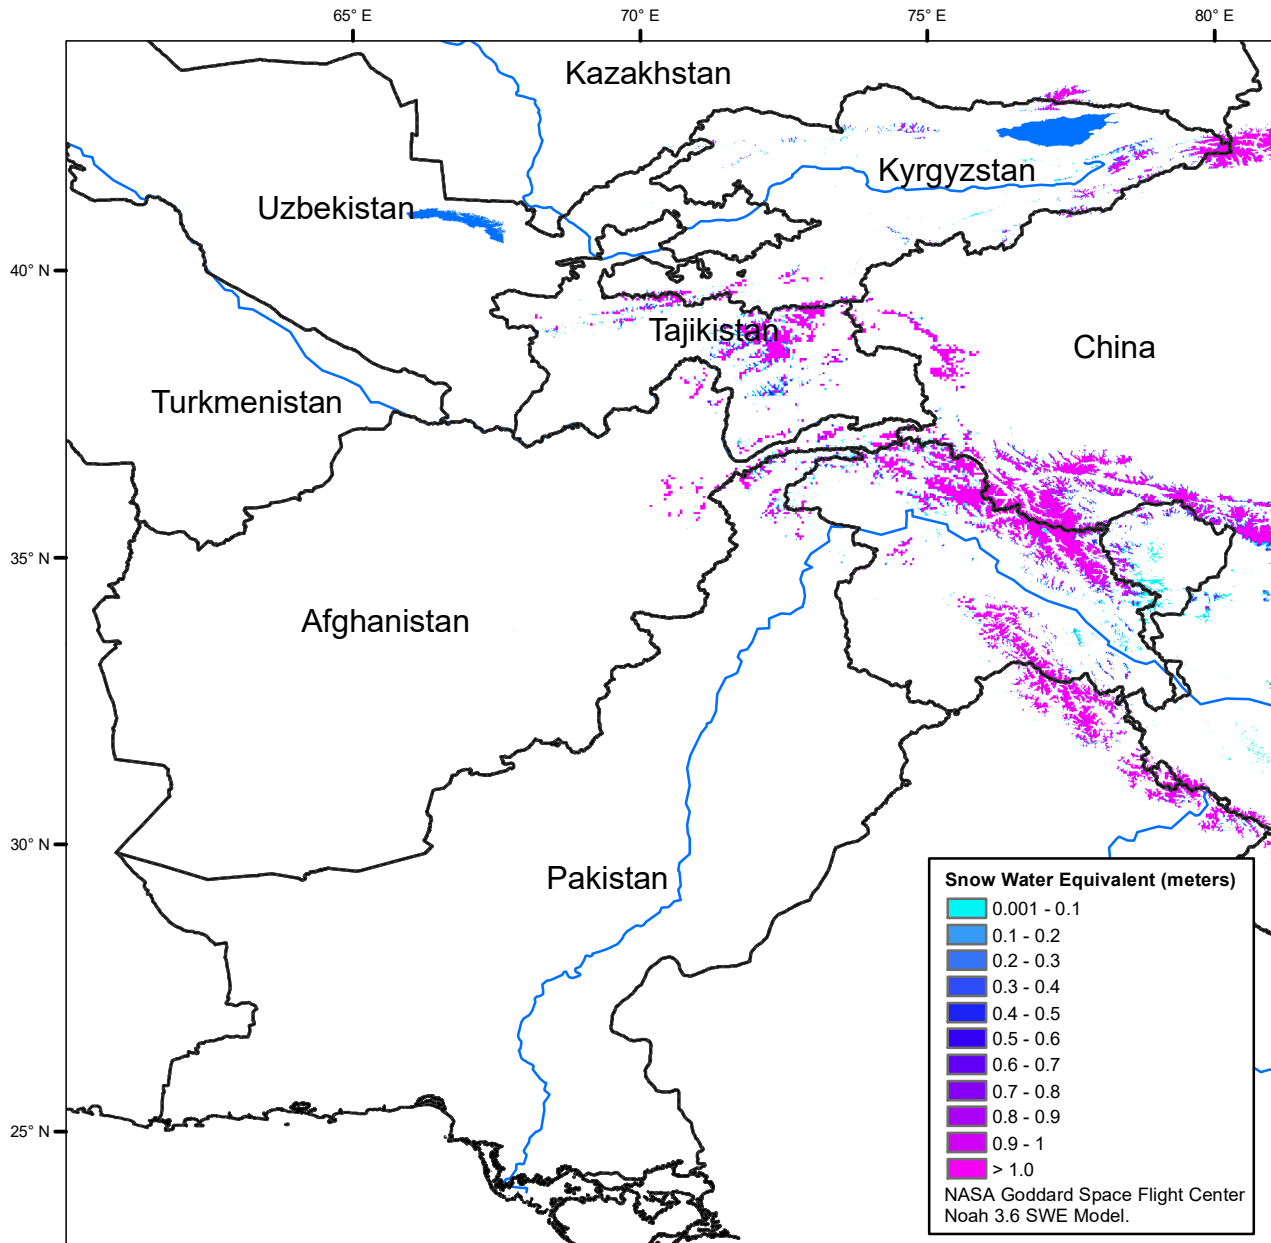 65° E
70° E
75° E
80° E
Kazakhstan
Kyrgyzstan
Uzbekistan
40° N
Tajikistan
China
Turkmenistan
35° N
Afghanistan
30° N
Pakistan
25° N
Snow Water Equivalent (meters)
0.001 - 0.1
0.1 - 0.2
0.2 - 0.3
0.3 - 0.4
0.4 - 0.5
0.5 - 0.6
0.6 - 0.7
0.7 - 0.8
0.8 - 0.9
0.9 - 1
> 1.0
NASA Goddard Space Flight Center
Noah 3.6 SWE Model.